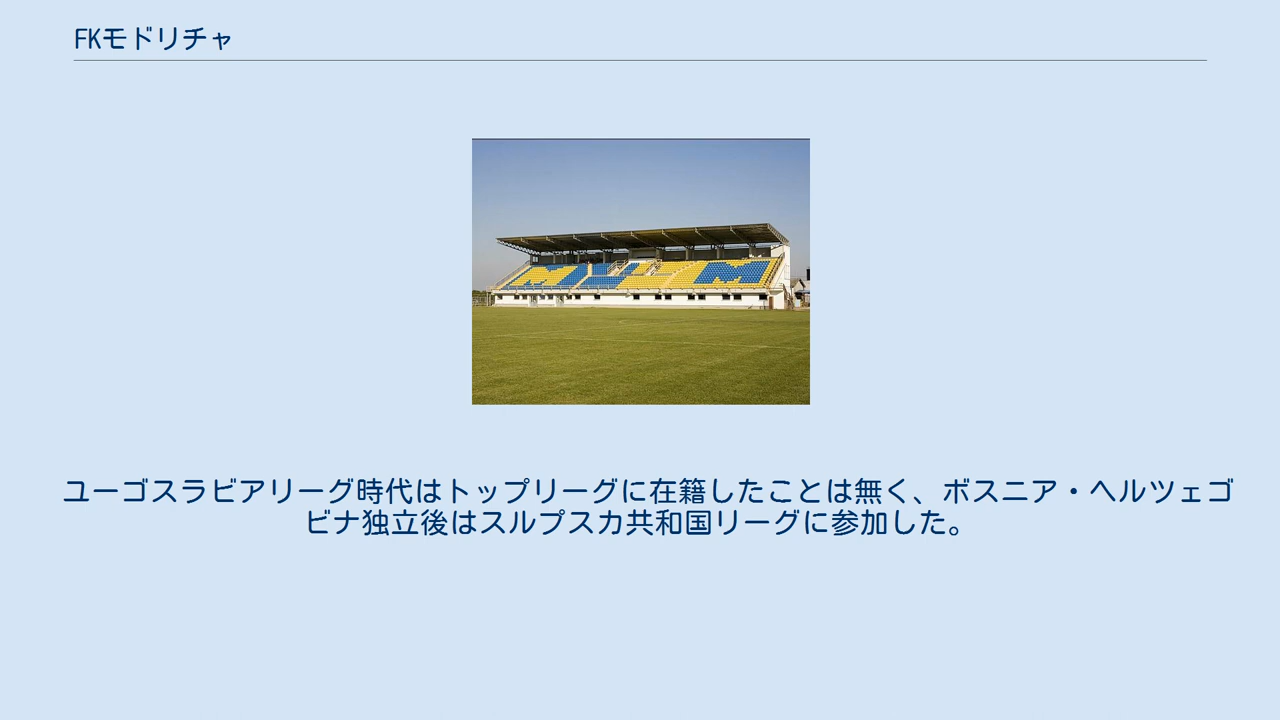 FKモドリチャ
ユーゴスラビアリーグ時代はトップリーグに在籍したことは無く、ボスニア・ヘルツェゴ
ビナ独立後はスルプスカ共和国リーグに参加した。